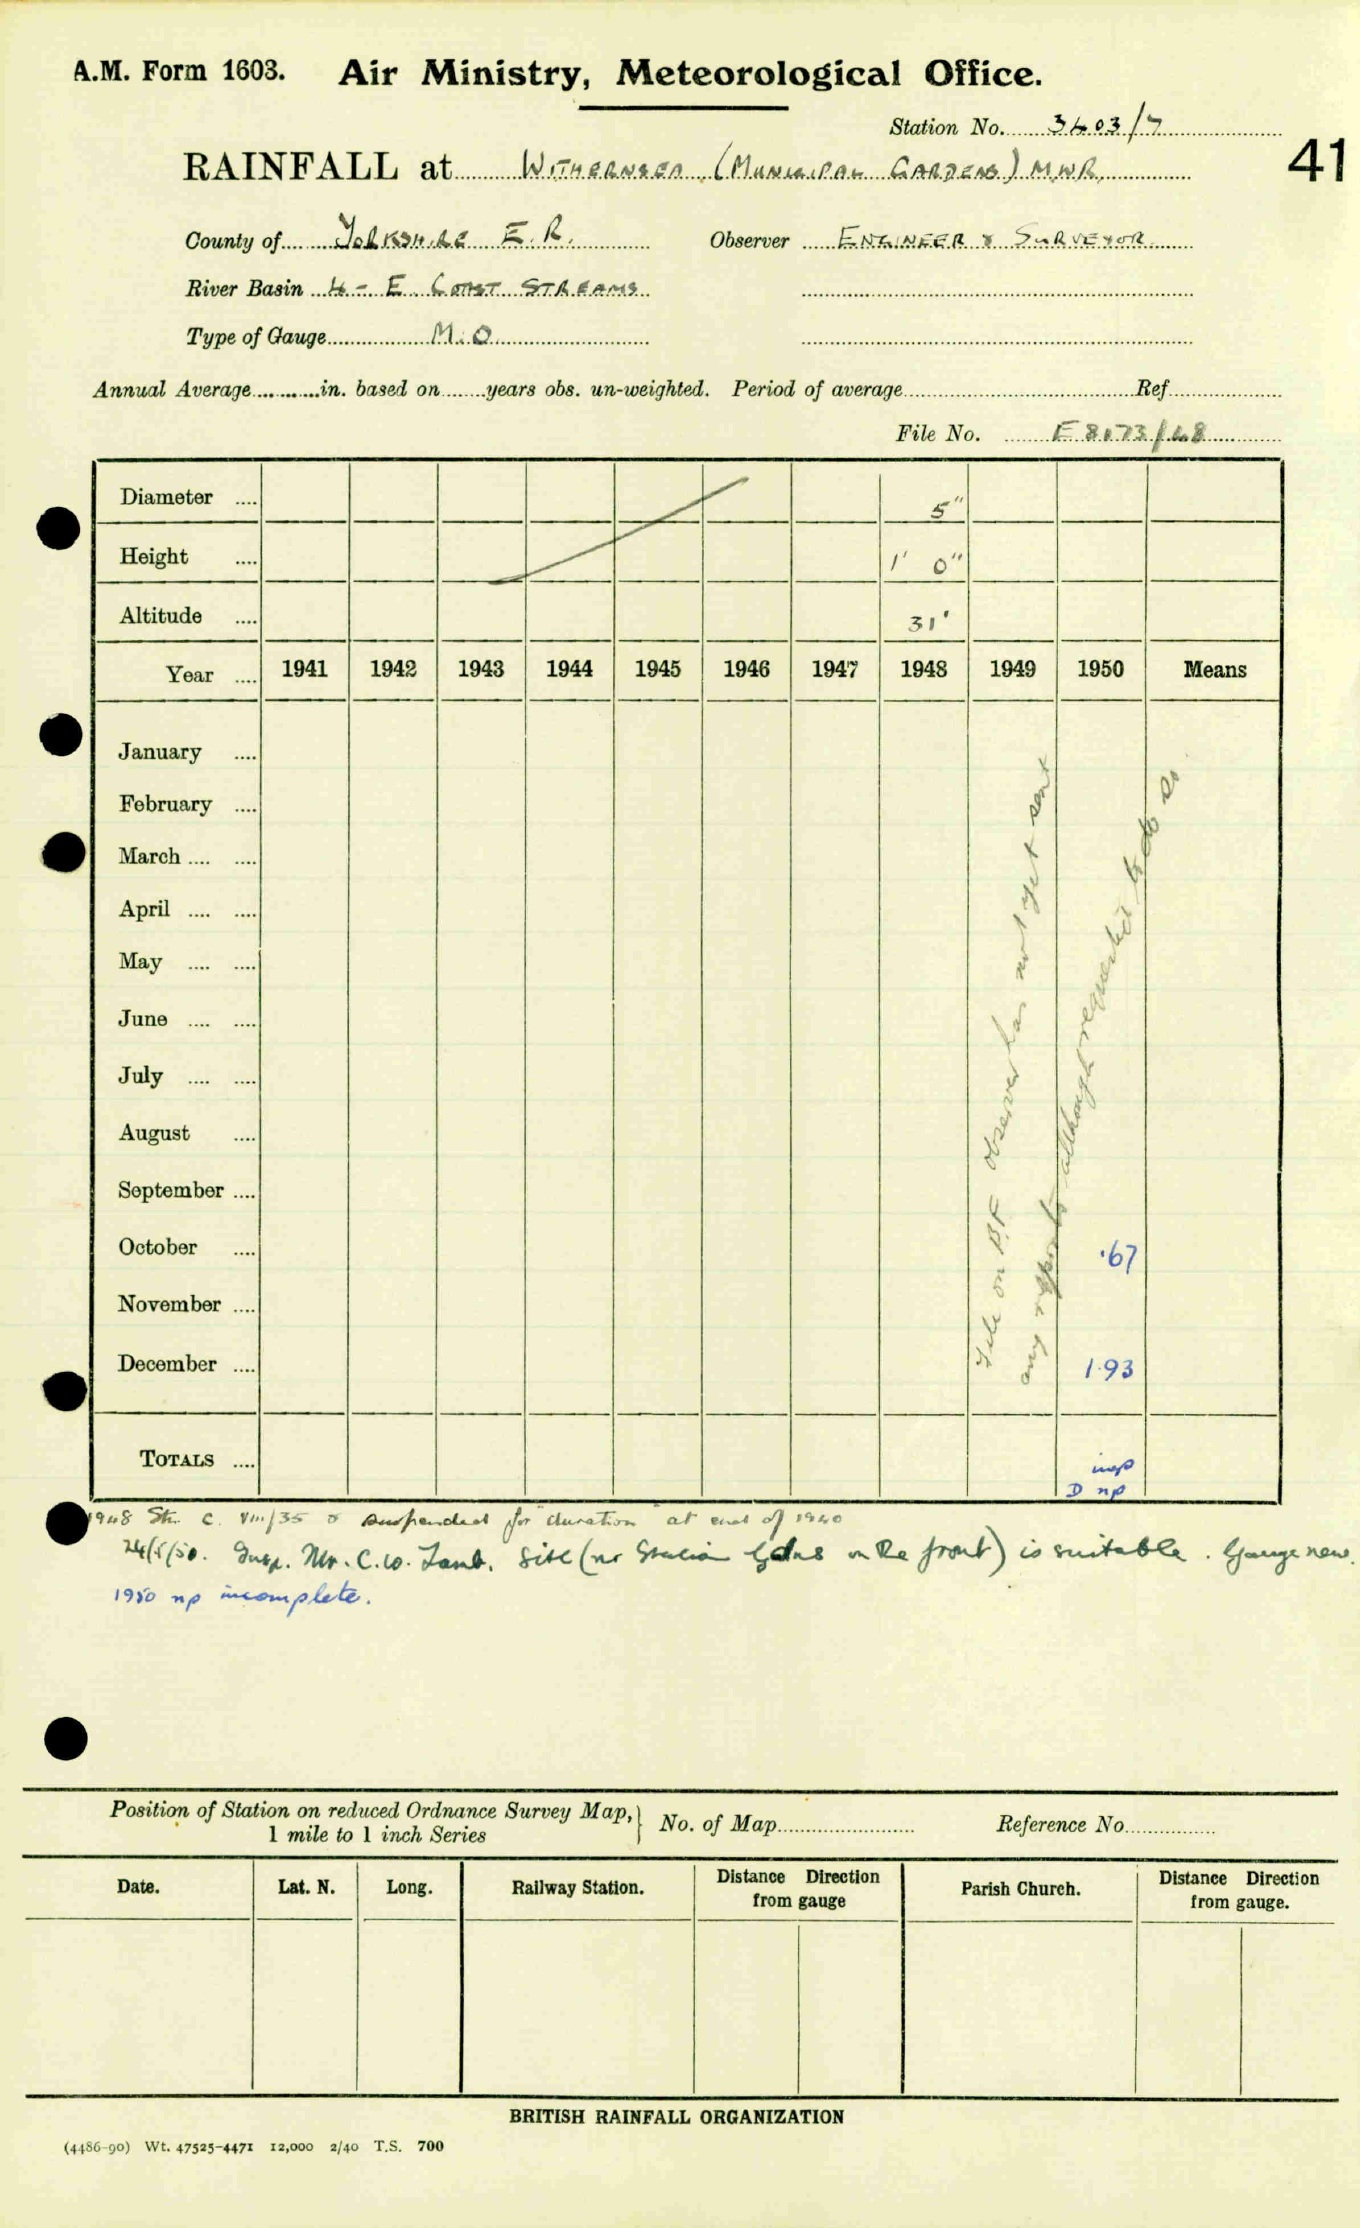 A.M. Form 1603. Air Ministry, Meteorological Office.
Station No. 3403/7
RAINFALL at WITHERNSEA (MUNICIPAL GARDENS) MWR
41
County of YORKSHIRE E.R. Observer ENGINEER & SURVEYOR
River Basin 4 - E. COAST STREAMS
Type of Gauge M.O.
Annual Average ........ in. based on ...... years obs. un-weighted. Period of average ........ Ref ........
File No. E8173/48
Diameter .... 5"
Height .... 1' 0"
Altitude .... 31'
Year .... 1941 1942 1943 1944 1945 1946 1947 1948 1949 1950 Means
January ....
February ....
March .... ....
April .... ....
May .... ....
June .... ....
July .... ....
August ....
September ....
October .... ·67
November ....
December .... 1·93
File on B.F. observer has not yet sent
any reports although requested to do so.
TOTALS .... inep
D np
1948 Stn. C. VIII/35 & suspended for "duration" at end of 1940
24/5/50. Insp. Mr. C.W. Lamb. Site (nr Station Gdns on the front) is suitable. Gauge new.
1950 np incomplete.
Position of Station on reduced Ordnance Survey Map, } No. of Map ........ Reference No. ........
1 mile to 1 inch Series
Date. Lat. N. Long. Railway Station. Distance Direction from gauge Parish Church. Distance Direction from gauge.
BRITISH RAINFALL ORGANIZATION
(4486-90) Wt. 47525-4471 12,000 2/40 T.S. 700